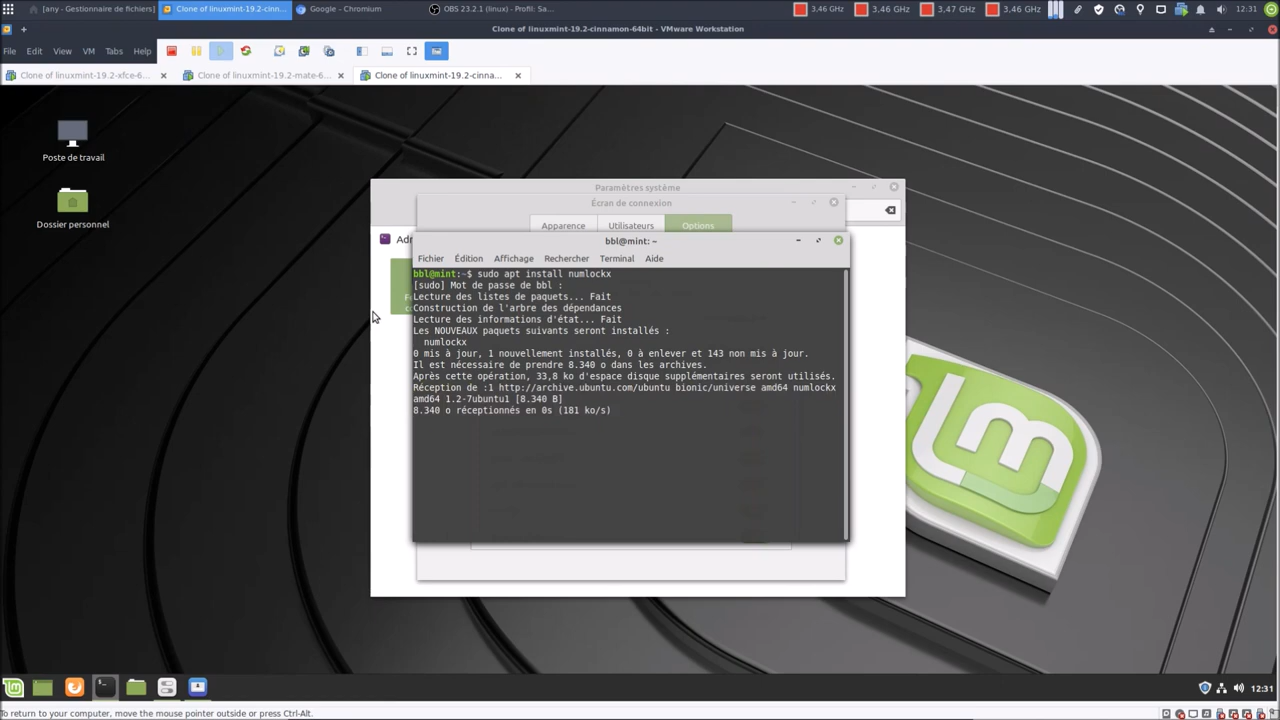 [any - Gestionnaire de fichiers]
Clone of linuxmint-19.2-cinn...
Google - Chromium
OBS 23.2.1 (linux) - Profil: Sa...
3,46 GHz
3,46 GHz
3,47 GHz
3,46 GHz
12:31
Clone of linuxmint-19.2-cinnamon-64bit - VMware Workstation
File Edit View VM Tabs Help
Clone of linuxmint-19.2-xfce-6...
Clone of linuxmint-19.2-mate-6...
Clone of linuxmint-19.2-cinna...
Poste de travail
Dossier personnel
Paramètres système
Écran de connexion
Apparence Utilisateurs Options
bbl@mint: ~
Fichier Édition Affichage Rechercher Terminal Aide
bbl@mint:~$ sudo apt install numlockx
[sudo] Mot de passe de bbl :
Lecture des listes de paquets... Fait
Construction de l'arbre des dépendances
Lecture des informations d'état... Fait
Les NOUVEAUX paquets suivants seront installés :
numlockx
0 mis à jour, 1 nouvellement installés, 0 à enlever et 143 non mis à jour.
Il est nécessaire de prendre 8.340 o dans les archives.
Après cette opération, 33,8 ko d'espace disque supplémentaires seront utilisés.
Réception de :1 http://archive.ubuntu.com/ubuntu bionic/universe amd64 numlockx
amd64 1.2-7ubuntu1 [8.340 B]
8.340 o réceptionnés en 0s (181 ko/s)
12:31
To return to your computer, move the mouse pointer outside or press Ctrl-Alt.